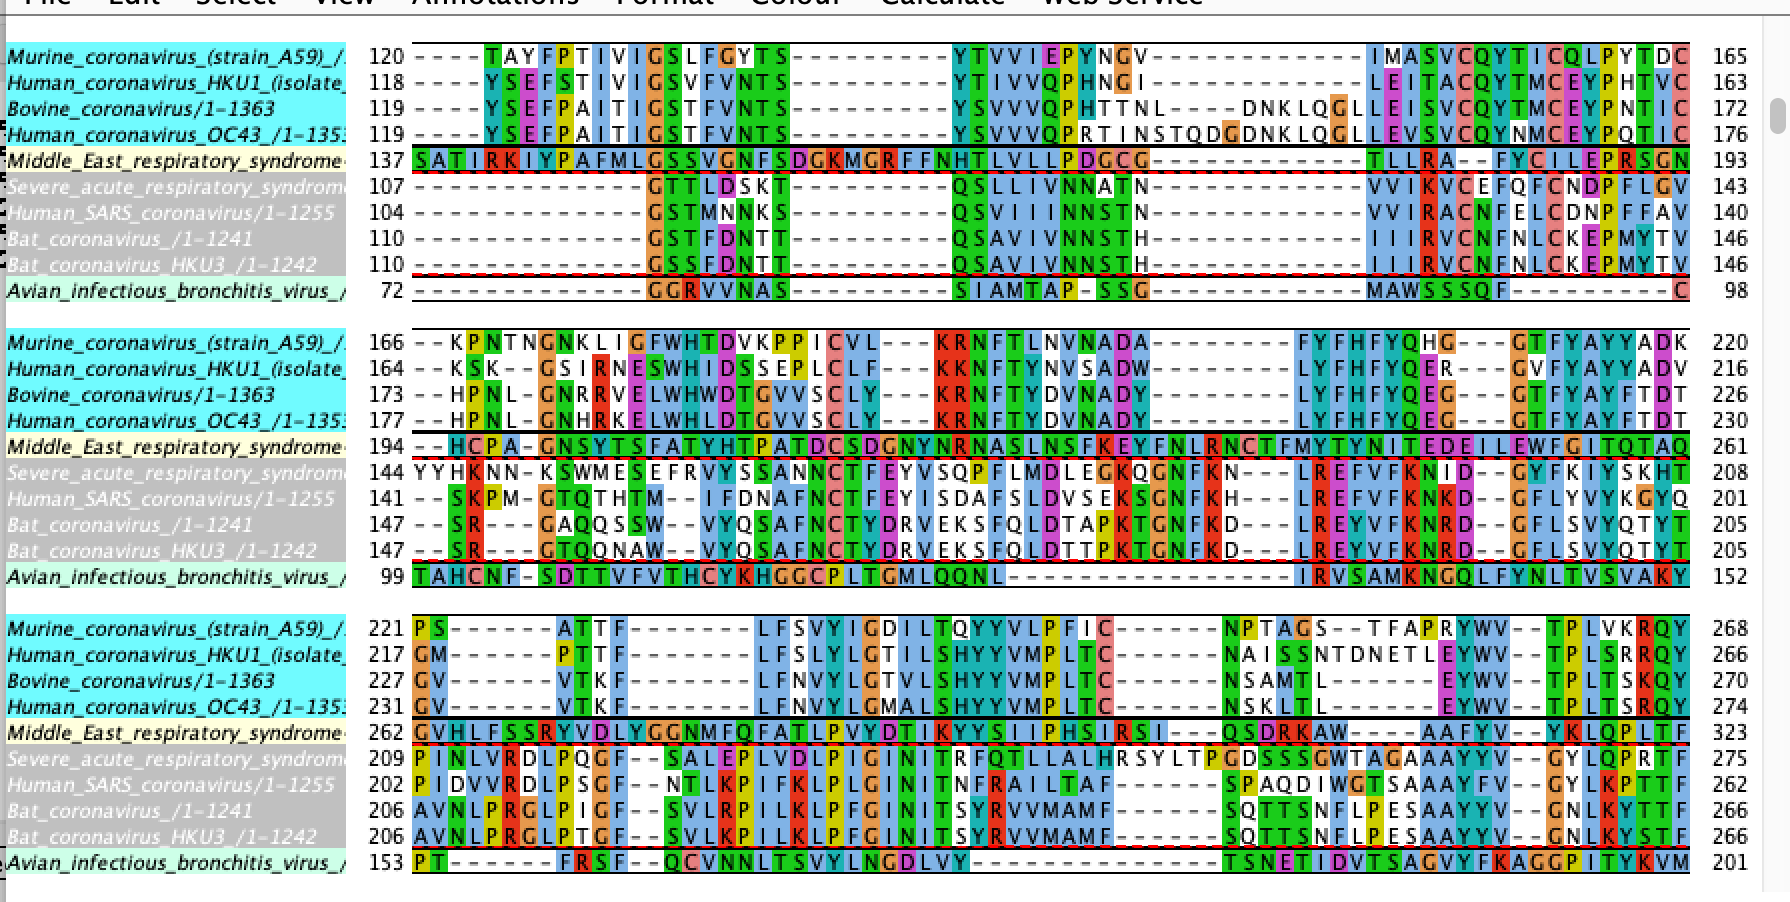 File Edit Select View Annotations Format Colour Calculate Web Service
Murine_coronavirus_(strain_A59)_/ 120 ----TAYFPTIVIGSLFGYTS---------YTVVIEPYNGV------------IMASVCQYTICQLPYTDC 165
Human_coronavirus_HKU1_(isolate_ 118 ----YSEFSTIVIGSVFVNTS---------YTIVVQPHNGI------------LEITACQYTMCEYPHTVC 163
Bovine_coronavirus/1-1363 119 ----YSEFPAITIGSTFVNTS---------YSVVVQPHTTNL----DNKLQGLLEISVCQYTMCEYPNTIC 172
Human_coronavirus_OC43_/1-1353 119 ----YSEFPAITIGSTFVNTS---------YSVVVQPRTINSTQDGDNKLQGLLEVSVCQYNMCEYPQTIC 176
Middle_East_respiratory_syndrome- 137 SATIRKIYPAFMLGSSVGNFSDGKMGRFFNHTLVLLPDGCG------------TLLRA--FYCILEPRSGN 193
Severe_acute_respiratory_syndrom 107 -------------GTTLDSKT---------QSLLIVNNATN------------VVIKVCEFQFCNDPFLGV 143
Human_SARS_coronavirus/1-1255 104 -------------GSTMNNKS---------QSVIIINNSTN------------VVIRACNFELCDNPFFAV 140
Bat_coronavirus_/1-1241 110 -------------GSTFDNTT---------QSAVIVNNSTH------------IIIRVCNFNLCKEPMYTV 146
Bat_coronavirus_HKU3_/1-1242 110 -------------GSSFDNTT---------QSAVIVNNSTH------------IIIRVCNFNLCKEPMYTV 146
Avian_infectious_bronchitis_virus_/ 72 -------------GGRVVNAS---------SIAMTAP-SSG------------MAWSSSQF---------C 98
Murine_coronavirus_(strain_A59)_/ 166 --KPNTNGNKLIGFWHTDVKPPICVL---KRNFTLNVNADA--------FYFHFYQHG---GTFYAYYADK 220
Human_coronavirus_HKU1_(isolate_ 164 --KSK--GSIRNESWHIDSSEPLCLF---KKNFTYNVSADW--------LYFHFYQER---GVFYAYYADV 216
Bovine_coronavirus/1-1363 173 --HPNL-GNRRVELWHWDTGVVSCLY---KRNFTYDVNADY--------LYFHFYQEG---GTFYAYFTDT 226
Human_coronavirus_OC43_/1-1353 177 --HPNL-GNHRKELWHLDTGVVSCLY---KRNFTYDVNADY--------LYFHFYQEG---GTFYAYFTDT 230
Middle_East_respiratory_syndrome- 194 --HCPA-GNSYTSFATYHTPATDCSDGNYNRNASLNSFKEYFNLRNCTFMYTYNITEDEILEWFGITQTAQ 261
Severe_acute_respiratory_syndrom 144 YYHKNN-KSWMESEFRVYSSANNCTFEYVSQPFLMDLEGKQGNFKN---LREFVFKNID--GYFKIYSKHT 208
Human_SARS_coronavirus/1-1255 141 --SKPM-GTQTHTM--IFDNAFNCTFEYISDAFSLDVSEKSGNFKH---LREFVFKNKD--GFLYVYKGYQ 201
Bat_coronavirus_/1-1241 147 --SR---GAQQSSW--VYQSAFNCTYDRVEKSFQLDTAPKTGNFKD---LREYVFKNRD--GFLSVYQTYT 205
Bat_coronavirus_HKU3_/1-1242 147 --SR---GTQQNAW--VYQSAFNCTYDRVEKSFQLDTTPKTGNFKD---LREYVFKNRD--GFLSVYQTYT 205
Avian_infectious_bronchitis_virus_/ 99 TAHCNF-SDTTVFVTHCYKHGGCPLTGMLQQNL----------------IRVSAMKNGQLFYNLTVSVAKY 152
Murine_coronavirus_(strain_A59)_/ 221 PS------ATTF-------LFSVYIGDILTQYYVLPFIC------NPTAGS--TFAPRYWV--TPLVKRQY 268
Human_coronavirus_HKU1_(isolate_ 217 GM------PTTF-------LFSLYLGTILSHYYVMPLTC------NAISSNTDNETLEYWV--TPLSRRQY 266
Bovine_coronavirus/1-1363 227 GV------VTKF-------LFNVYLGTVLSHYYVMPLTC------NSAMTL------EYWV--TPLTSKQY 270
Human_coronavirus_OC43_/1-1353 231 GV------VTKF-------LFNVYLGMALSHYYVMPLTC------NSKLTL------EYWV--TPLTSRQY 274
Middle_East_respiratory_syndrome- 262 GVHLFSSRYVDLYGGNMFQFATLPVYDTIKYYSIIPHSIRSI---QSDRKAW----AAFYV--YKLQPLTF 323
Severe_acute_respiratory_syndrom 209 PINLVRDLPQGF--SALEPLVDLPIGINITRFQTLLALHRSYLTPGDSSSGWTAGAAAYYV--GYLQPRTF 275
Human_SARS_coronavirus/1-1255 202 PIDVVRDLPSGF--NTLKPIFKLPLGINITNFRAILTAF------SPAQDIWGTSAAAYFV--GYLKPTTF 262
Bat_coronavirus_/1-1241 206 AVNLPRGLPIGF--SVLRPILKLPFGINITSYRVVMAMF------SQTTSNFLPESAAYYV--GNLKYTTF 266
Bat_coronavirus_HKU3_/1-1242 206 AVNLPRGLPTGF--SVLKPILKLPFGINITSYRVVMAMF------SQTTSNFLPESAAYYV--GNLKYSTF 266
Avian_infectious_bronchitis_virus_/ 153 PT------FRSF--QCVNNLTSVYLNGDLVY--------------TSNETIDVTSAGVYFKAGGPITYKVM 201